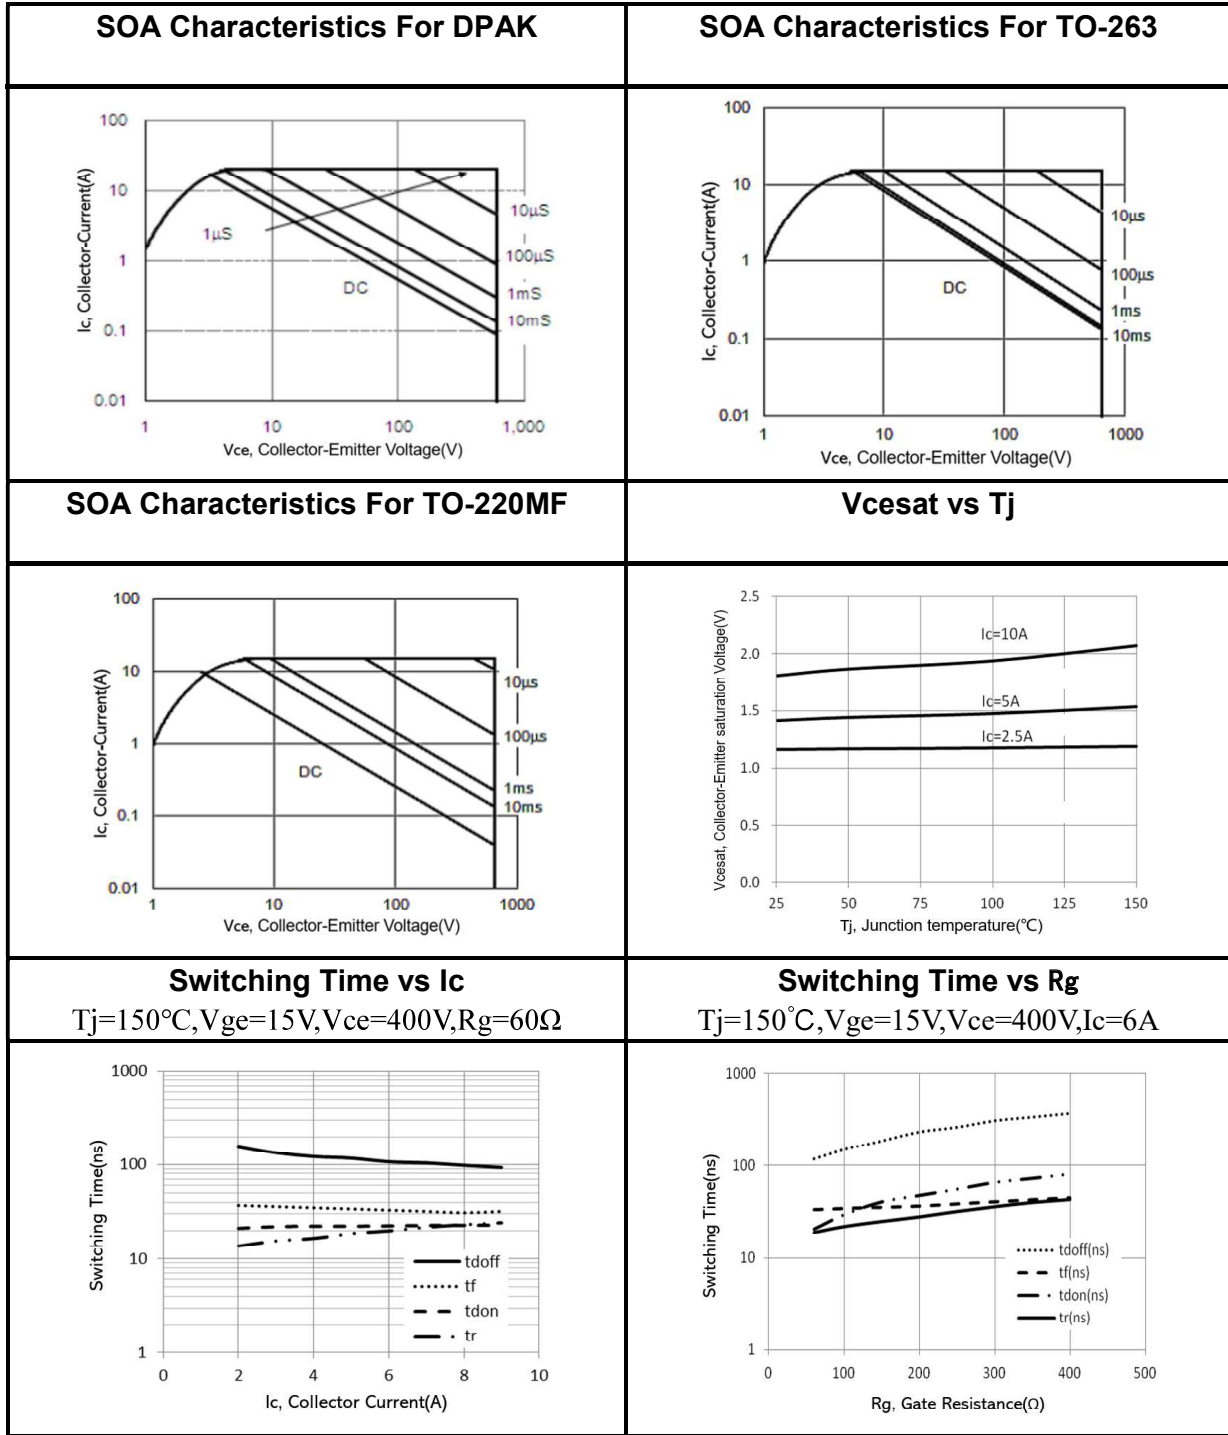 SOA Characteristics For DPAK
SOA Characteristics For TO-263
100
10
1
0.1
0.01
Ic, Collector-Current(A)
1μS
DC
10μS
100μS
1mS
10mS
1
10
100
1,000
Vce, Collector-Emitter Voltage(V)
100
10
1
0.1
0.01
Ic, Collector-Current(A)
DC
10μs
100μs
1ms
10ms
1
10
100
1000
Vce, Collector-Emitter Voltage(V)
SOA Characteristics For TO-220MF
Vcesat vs Tj
100
10
1
0.1
0.01
Ic, Collector-Current(A)
DC
10μs
100μs
1ms
10ms
1
10
100
1000
Vce, Collector-Emitter Voltage(V)
2.5
2.0
1.5
1.0
0.5
0.0
Vcesat, Collector-Emitter saturation Voltage(V)
Ic=10A
Ic=5A
Ic=2.5A
25
50
75
100
125
150
Tj, Junction temperature(℃)
Switching Time vs Ic
Tj=150℃,Vge=15V,Vce=400V,Rg=60Ω
Switching Time vs Rg
Tj=150℃,Vge=15V,Vce=400V,Ic=6A
1000
100
10
1
Switching Time(ns)
tdoff
tf
tdon
tr
0
2
4
6
8
10
Ic, Collector Current(A)
1000
100
10
1
Switching Time(ns)
tdoff(ns)
tf(ns)
tdon(ns)
tr(ns)
0
100
200
300
400
500
Rg, Gate Resistance(Ω)